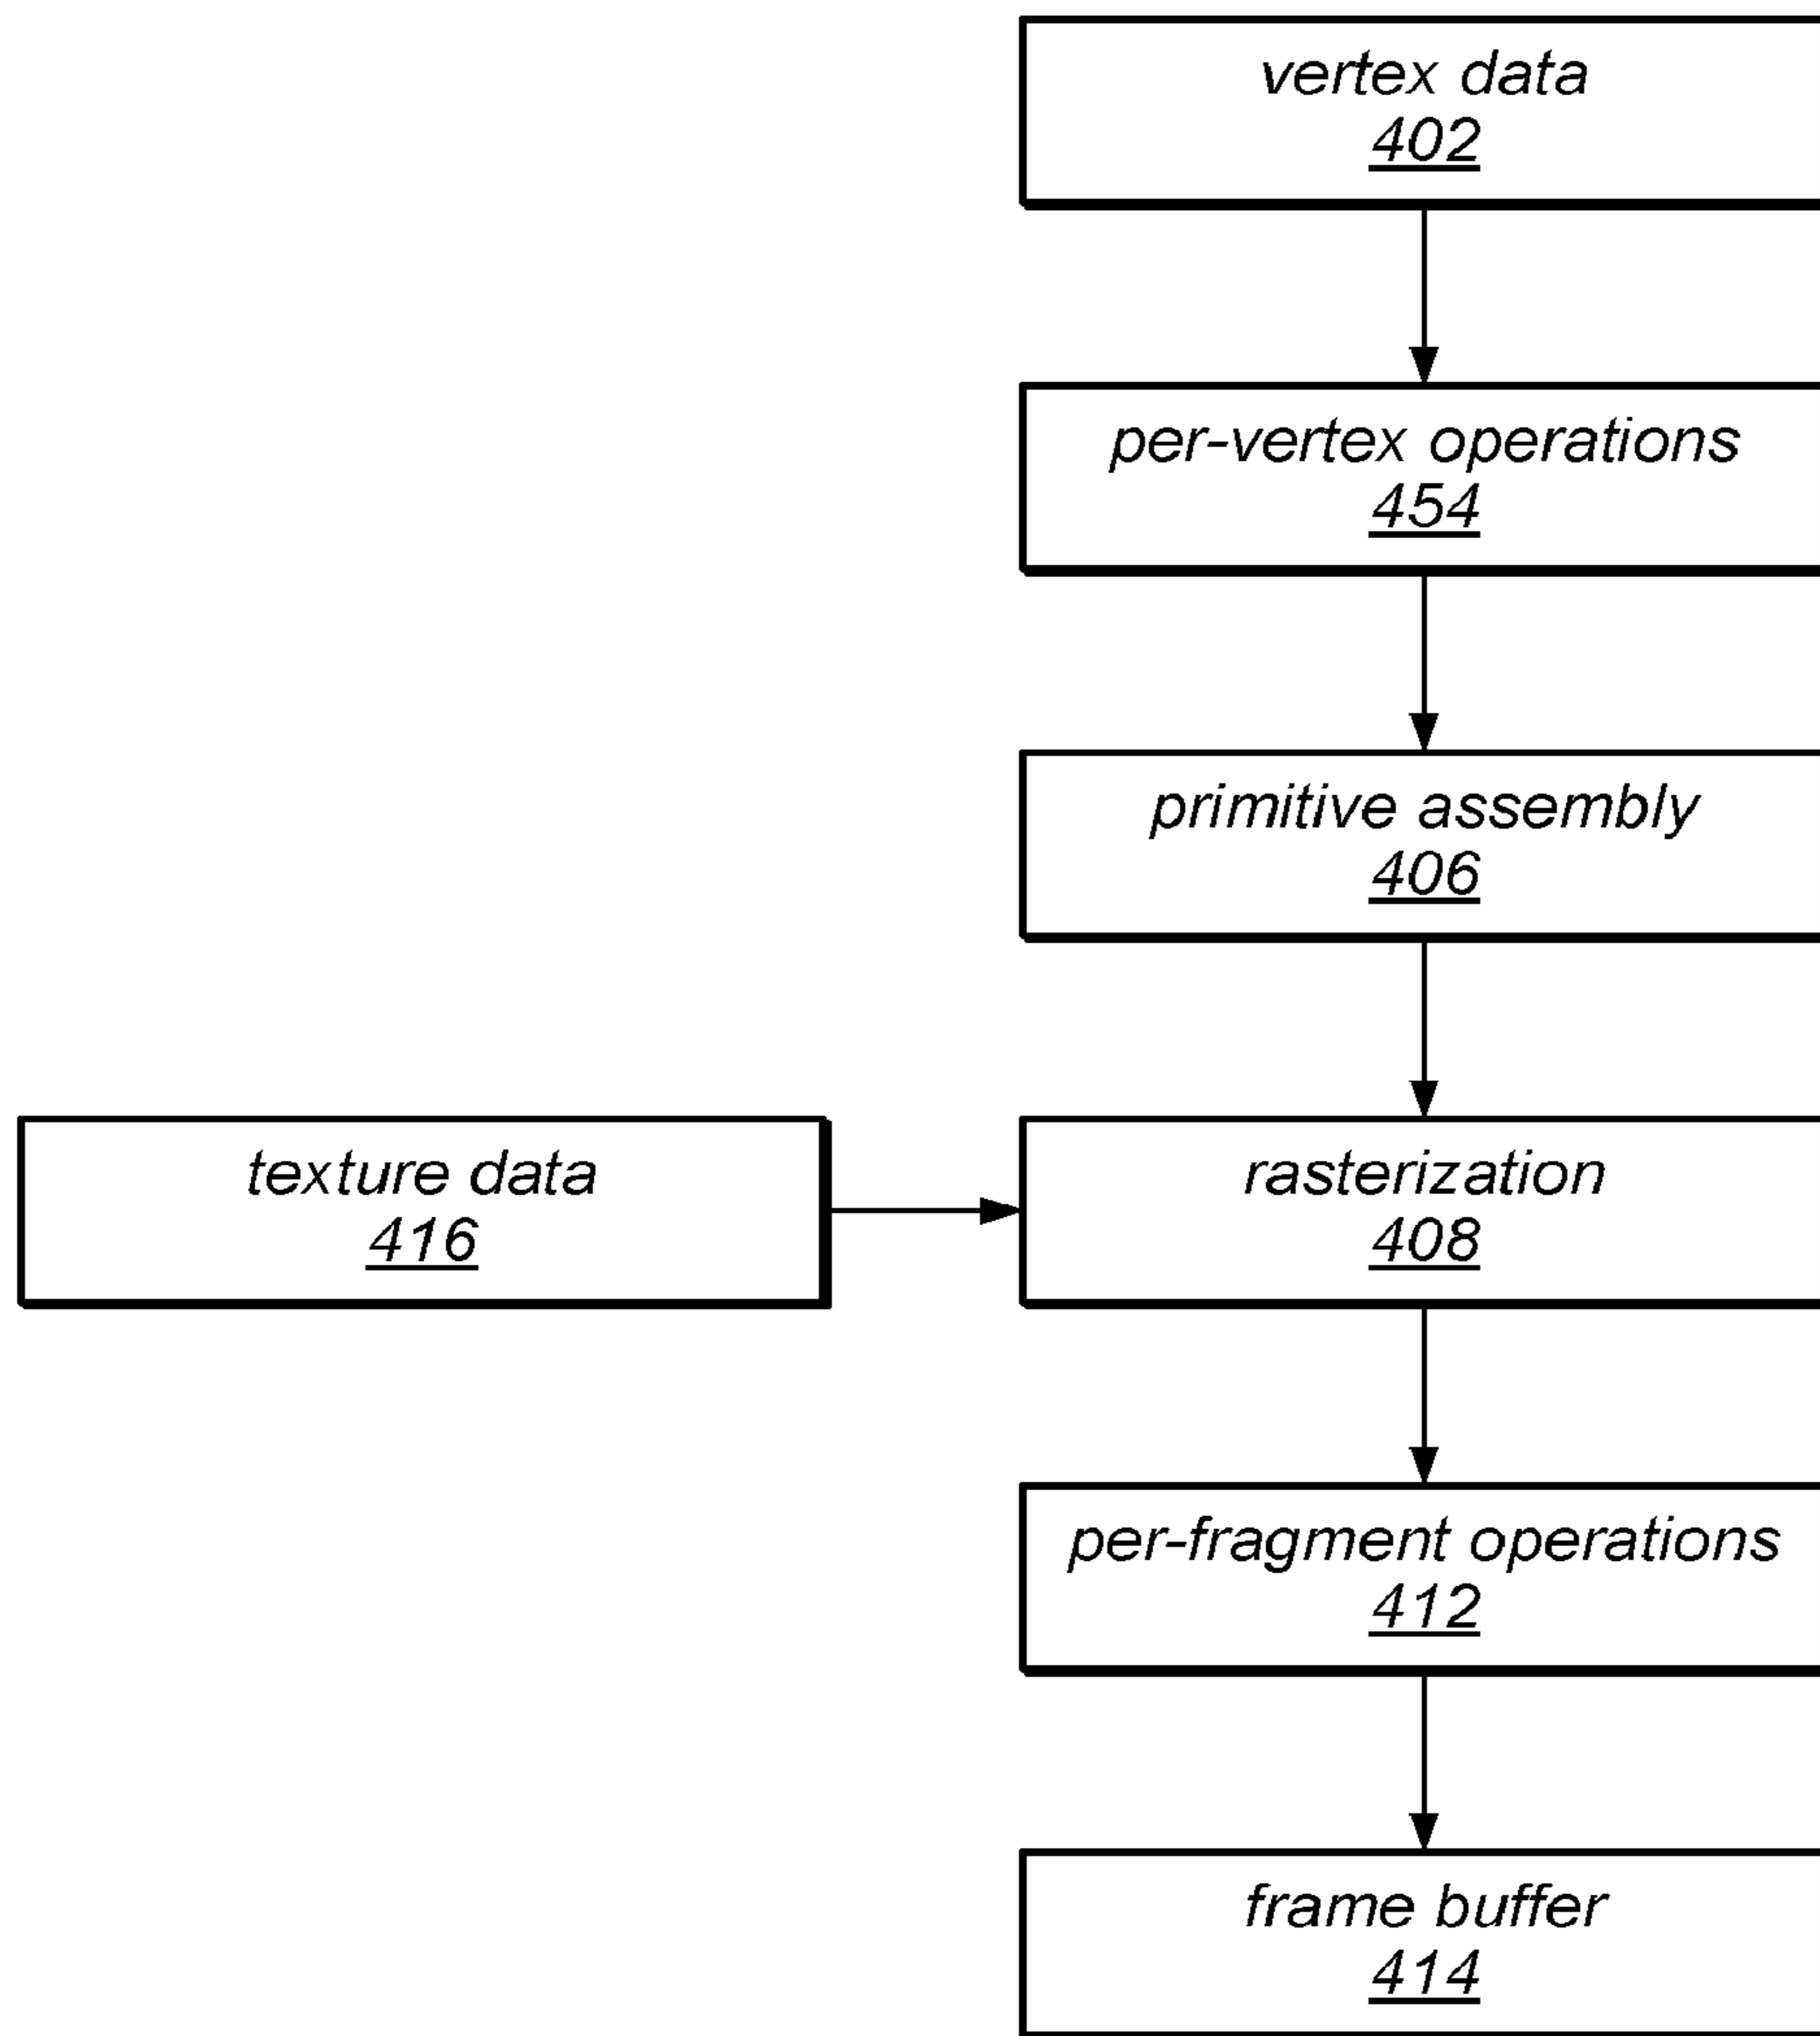 vertex data
402
per-vertex operations
454
primitive assembly
406
texture data
416
rasterization
408
per-fragment operations
412
frame buffer
414